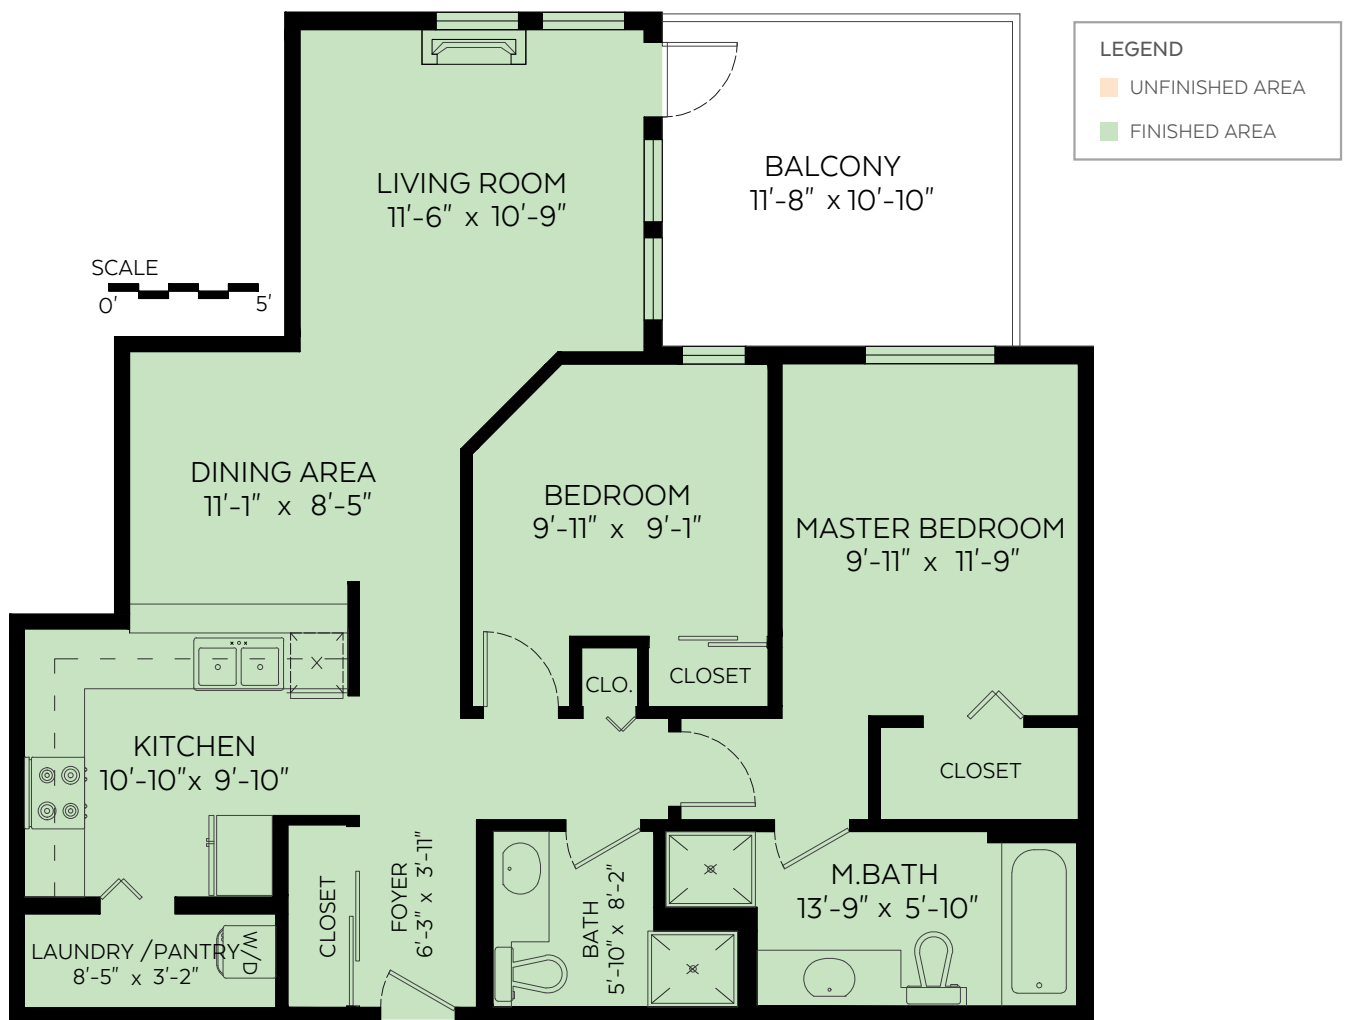 LEGEND
UNFINISHED AREA
FINISHED AREA
BALCONY
11'-8" x 10'-10"
LIVING ROOM
11'-6" x 10'-9"
SCALE
0' 5'
DINING AREA
11'-1" x 8'-5"
BEDROOM
9'-11" x 9'-1"
MASTER BEDROOM
9'-11" x 11'-9"
CLO.
CLOSET
KITCHEN
10'-10"x 9'-10"
CLOSET
FOYER
6'-3" x 3'-11"
CLOSET
BATH
5'-10" x 8'-2"
M.BATH
13'-9" x 5'-10"
LAUNDRY /PANTRY
8'-5" x 3'-2"
W/D